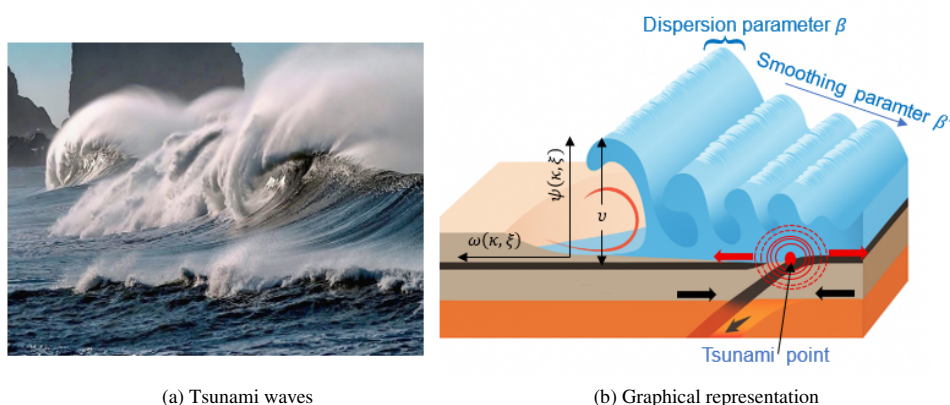 Dispersion parameter β
Smoothing paramter β*
ψ(κ,ξ)
υ
ω(κ, ξ)
Tsunami point
(a) Tsunami waves
(b) Graphical representation